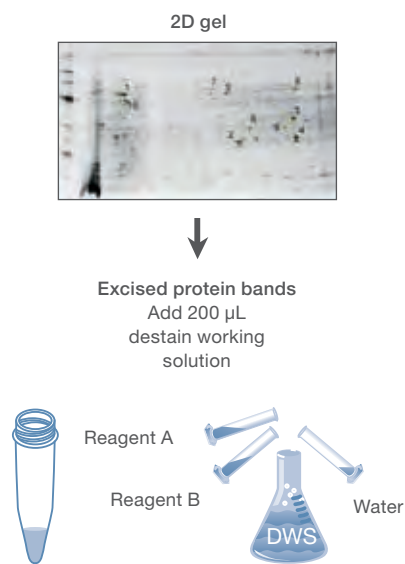 2D gel
Excised protein bands
Add 200 µL
destain working
solution
Reagent A
Reagent B
Water
DWS